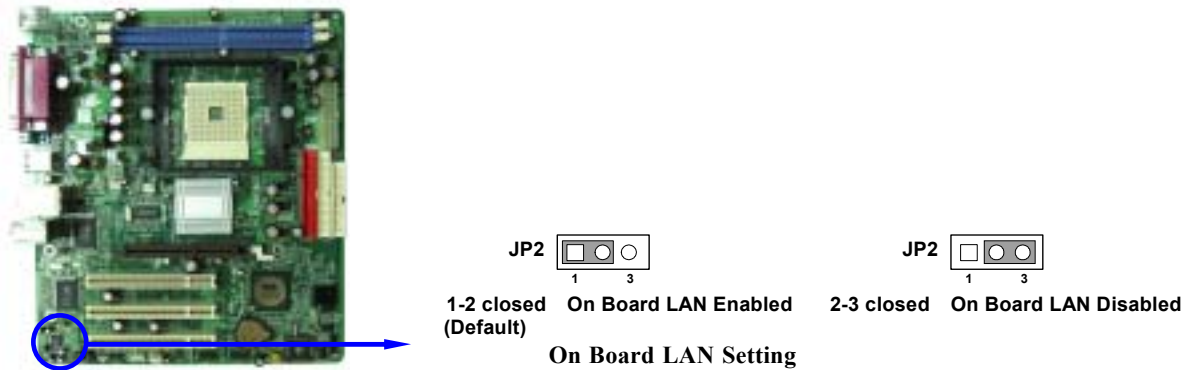 JP2
1 3
1-2 closed On Board LAN Enabled
(Default)
JP2
1 3
2-3 closed On Board LAN Disabled
On Board LAN Setting